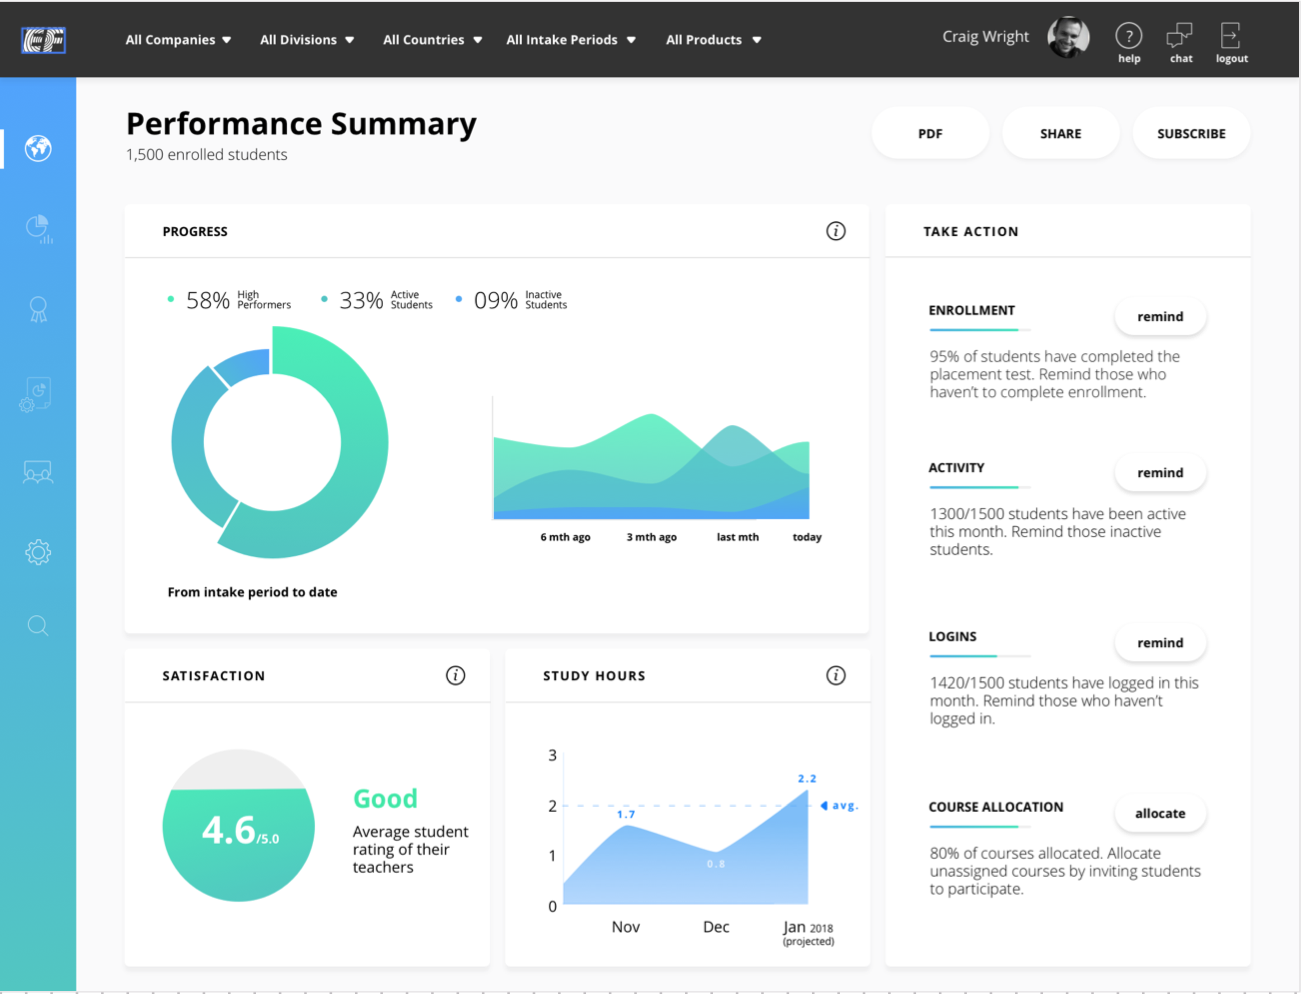 EF
All Companies
All Divisions
All Countries
All Intake Periods
All Products
Craig Wright
?
help
chat
logout
Performance Summary
1,500 enrolled students
PDF
SHARE
SUBSCRIBE
PROGRESS
i
58% High Performers
33% Active Students
09% Inactive Students
6 mth ago
3 mth ago
last mth
today
From intake period to date
SATISFACTION
i
4.6/5.0
Good
Average student
rating of their
teachers
STUDY HOURS
i
3
2
1
0
1.7
0.8
2.2
avg.
Nov
Dec
Jan 2018
(projected)
TAKE ACTION
ENROLLMENT
remind
95% of students have completed the
placement test. Remind those who
haven't to complete enrollment.
ACTIVITY
remind
1300/1500 students have been active
this month. Remind those inactive
students.
LOGINS
remind
1420/1500 students have logged in this
month. Remind those who haven't
logged in.
COURSE ALLOCATION
allocate
80% of courses allocated. Allocate
unassigned courses by inviting students
to participate.